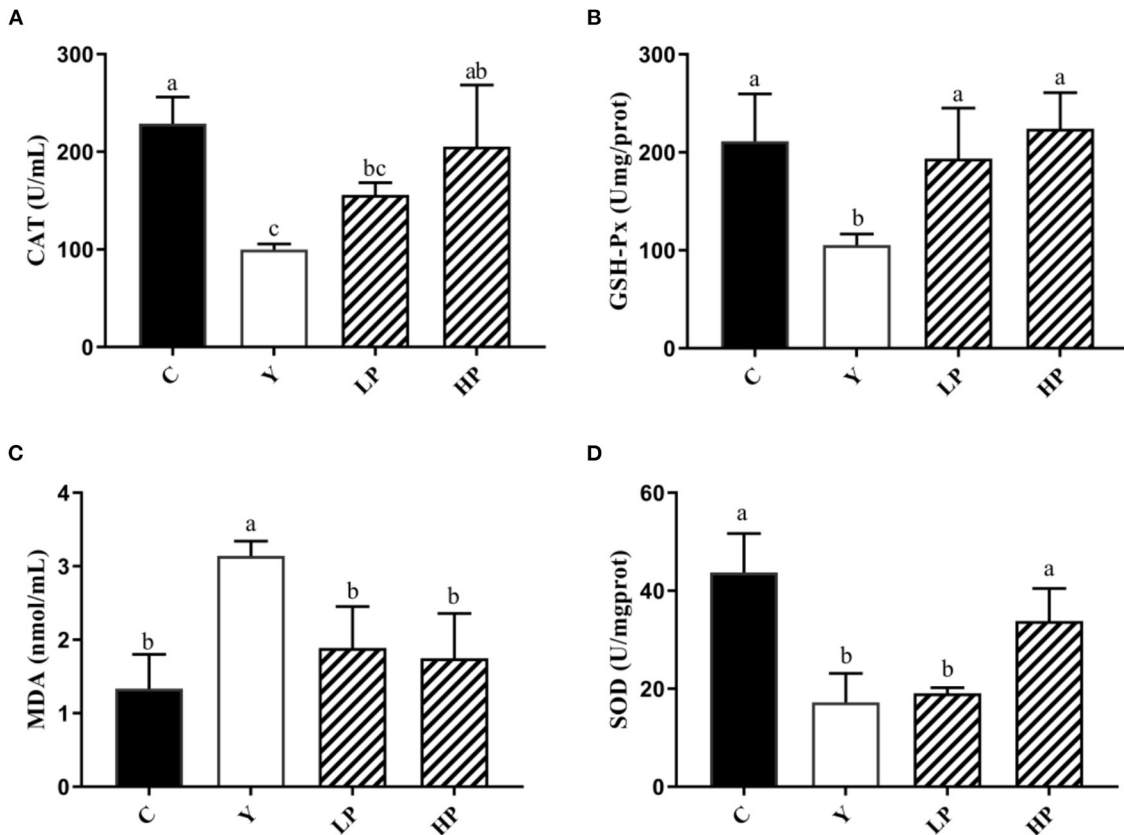 A
CAT (U/mL)
300
200
100
0
a
c
bc
ab
C
Y
LP
HP
B
GSH-Px (Umg/prot)
300
200
100
0
a
b
a
a
C
Y
LP
HP
C
MDA (nmol/mL)
4
3
2
1
0
b
a
b
b
C
Y
LP
HP
D
SOD (U/mgprot)
60
40
20
0
a
b
b
a
C
Y
LP
HP